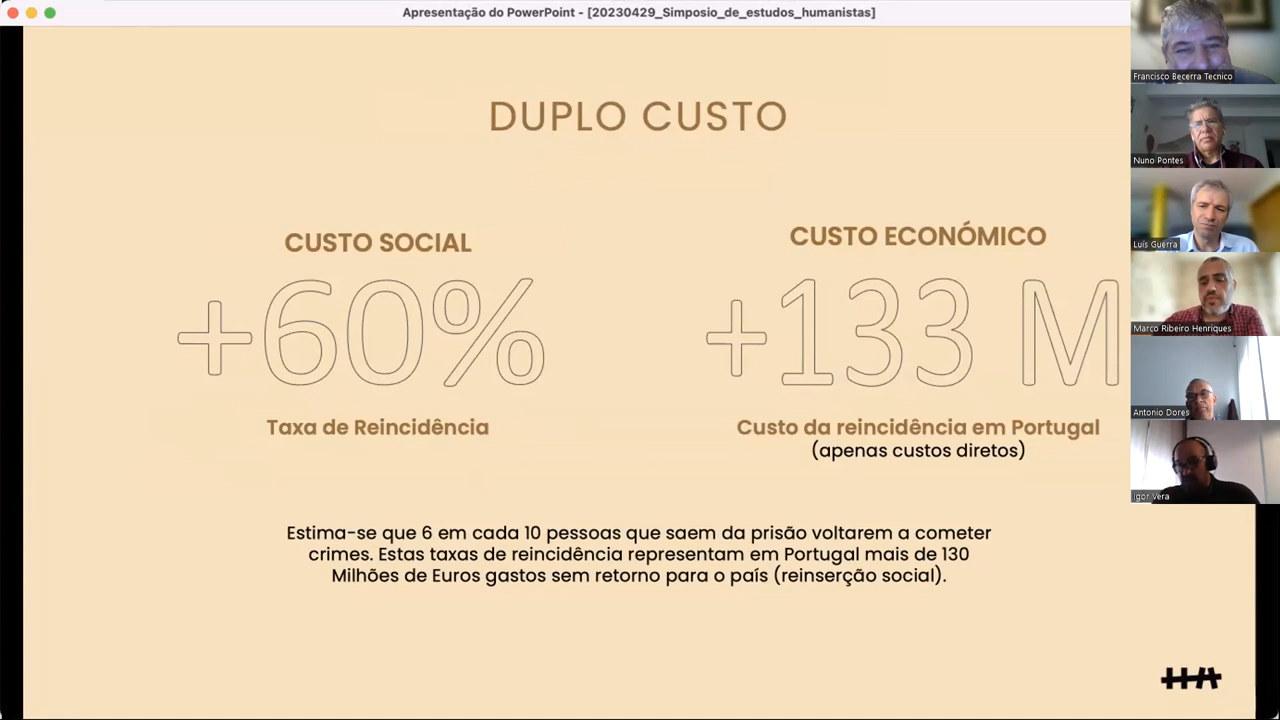 Apresentação do PowerPoint - [20230429_Simposio_de_estudos_humanistas]
DUPLO CUSTO
CUSTO SOCIAL
+60%
Taxa de Reincidência
CUSTO ECONÓMICO
+133 M
Custo da reincidência em Portugal
(apenas custos diretos)
Estima-se que 6 em cada 10 pessoas que saem da prisão voltarem a cometer
crimes. Estas taxas de reincidência representam em Portugal mais de 130
Milhões de Euros gastos sem retorno para o país (reinserção social).
Francisco Becerra Tecnico
Nuno Pontes
Luís Guerra
Marco Ribeiro Henriques
Antonio Dores
Igor Vera